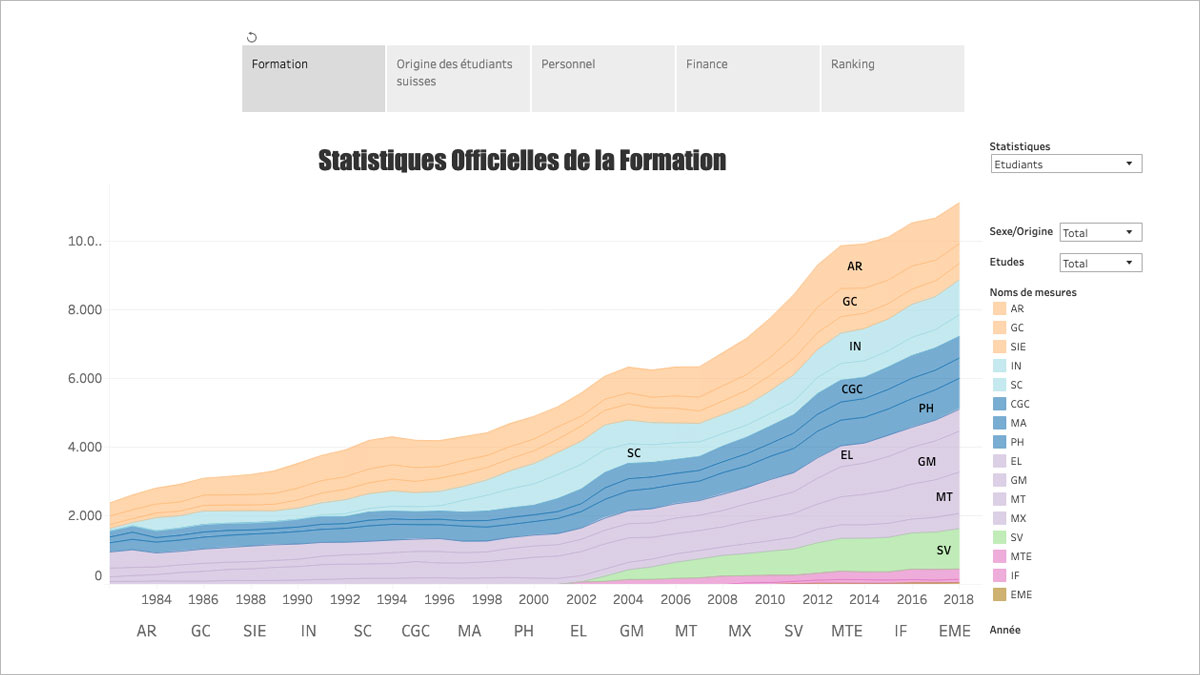 Formation
Origine des étudiants
suisses
Personnel
Finance
Ranking
Statistiques Officielles de la Formation
Statistiques
Etudiants
Sexe/Origine
Total
Etudes
Total
Noms de mesures
AR
GC
SIE
IN
SC
CGC
MA
PH
EL
GM
MT
MX
SV
MTE
IF
EME
10.0..
8.000
6.000
4.000
2.000
0
AR
GC
IN
CGC
PH
SC
EL
GM
MT
SV
1984 1986 1988 1990 1992 1994 1996 1998 2000 2002 2004 2006 2008 2010 2012 2014 2016 2018
AR GC SIE IN SC CGC MA PH EL GM MT MX SV MTE IF EME
Année